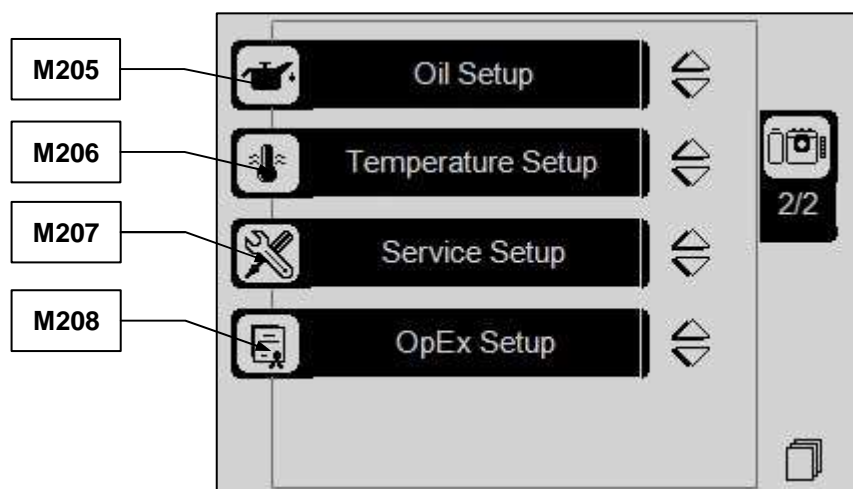 M205
Oil Setup
M206
Temperature Setup
2/2
M207
Service Setup
M208
OpEx Setup